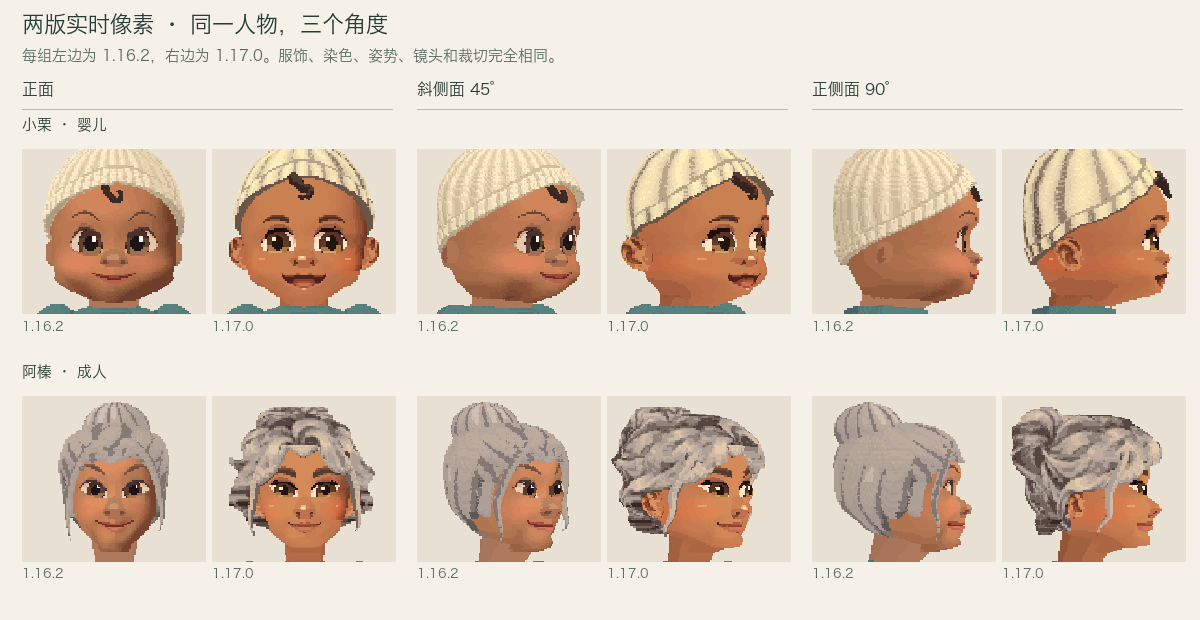 两版实时像素 · 同一人物，三个角度
每组左边为 1.16.2，右边为 1.17.0。服饰、染色、姿势、镜头和裁切完全相同。
正面
斜侧面 45°
正侧面 90°
小栗 · 婴儿
1.16.2
1.17.0
1.16.2
1.17.0
1.16.2
1.17.0
阿榛 · 成人
1.16.2
1.17.0
1.16.2
1.17.0
1.16.2
1.17.0